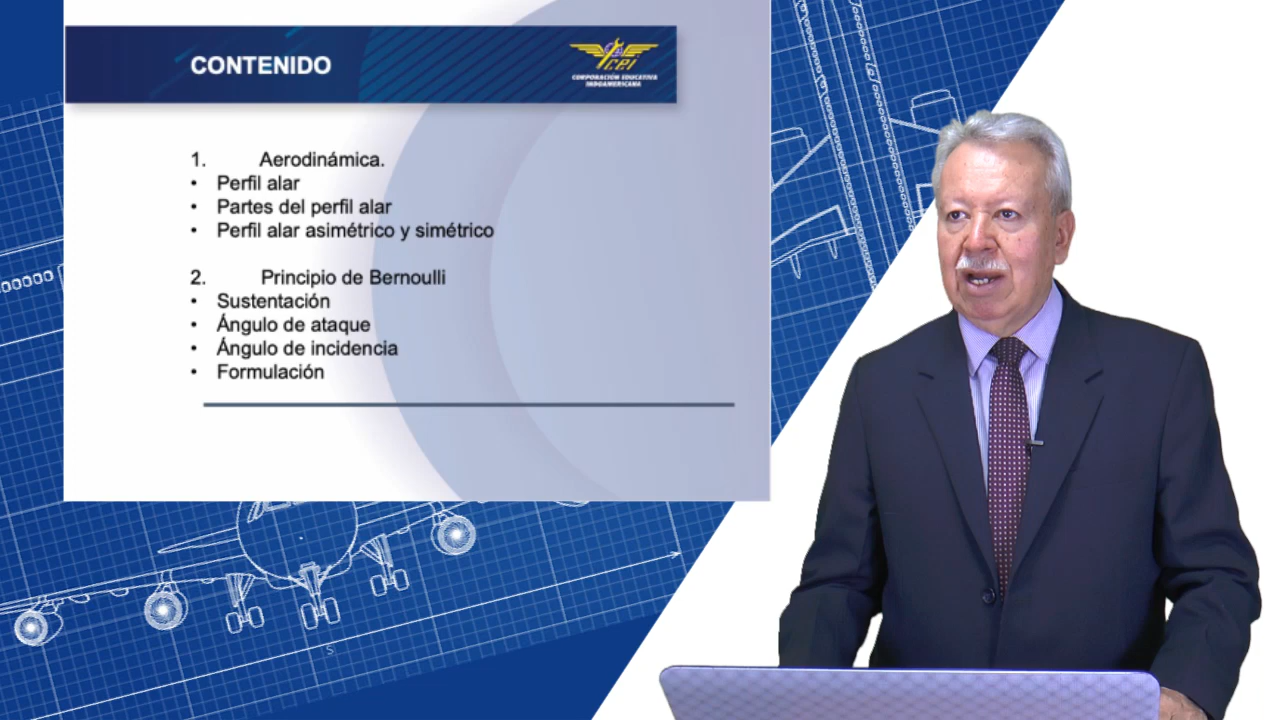 CONTENIDO
CEI
CORPORACIÓN EDUCATIVA
INDOAMERICANA
1. Aerodinámica.
• Perfil alar
• Partes del perfil alar
• Perfil alar asimétrico y simétrico
2. Principio de Bernoulli
• Sustentación
• Ángulo de ataque
• Ángulo de incidencia
• Formulación
S